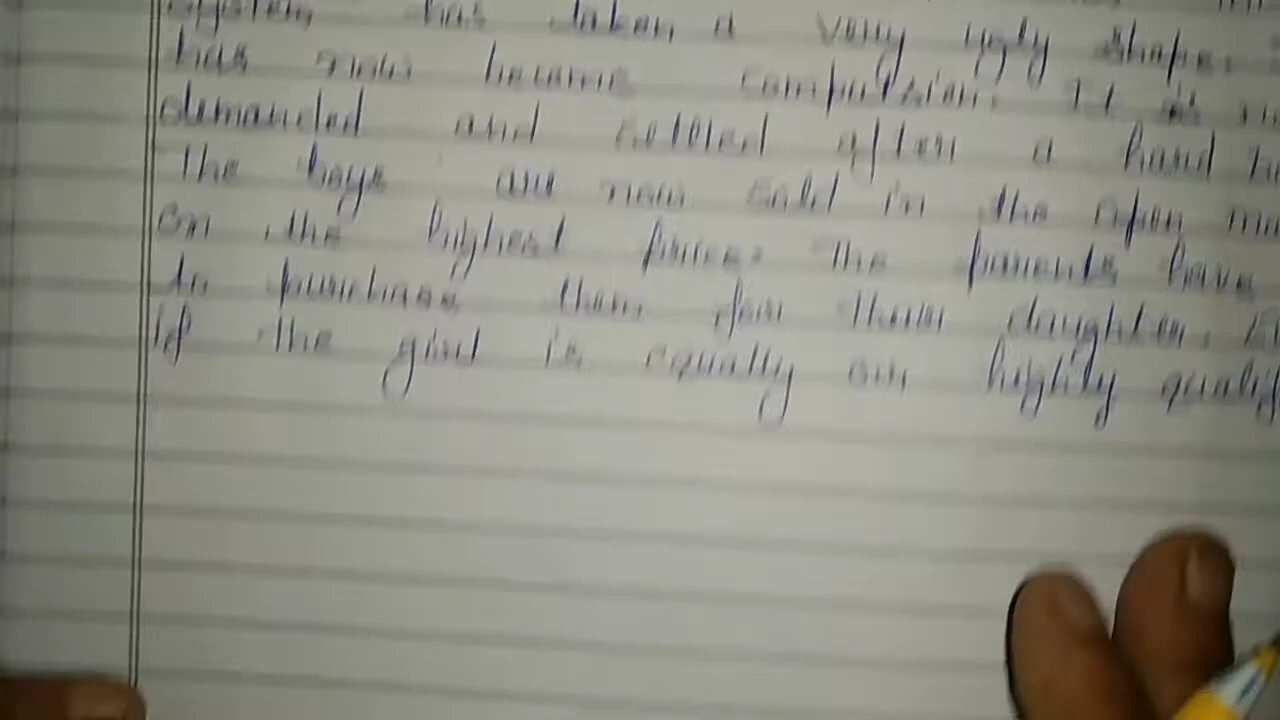 system has taken a very ugly shape.
has now become compulsion. It is
demanded and settled after a hard
The boys are now sold in the open
on the highest price. The parents have
to purchase them for their daughter.
if the girl is equally or highly